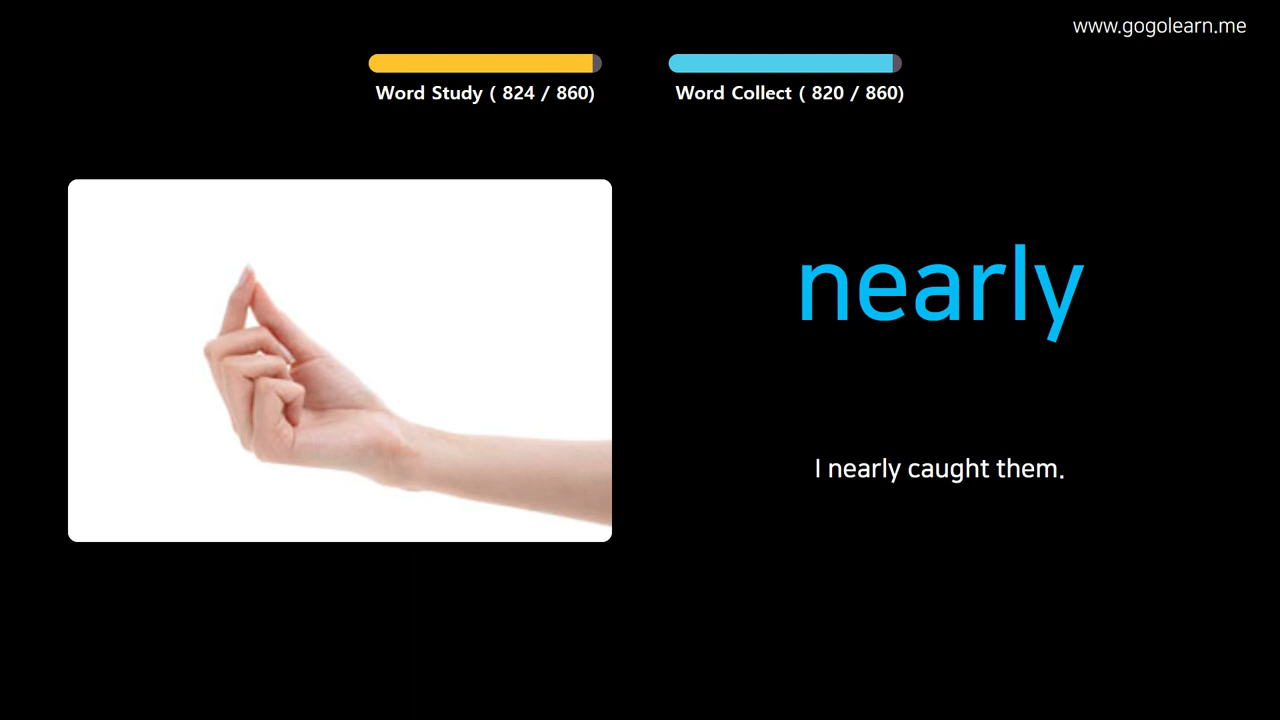 www.gogolearn.me
Word Study ( 824 / 860)
Word Collect ( 820 / 860)
nearly
I nearly caught them.